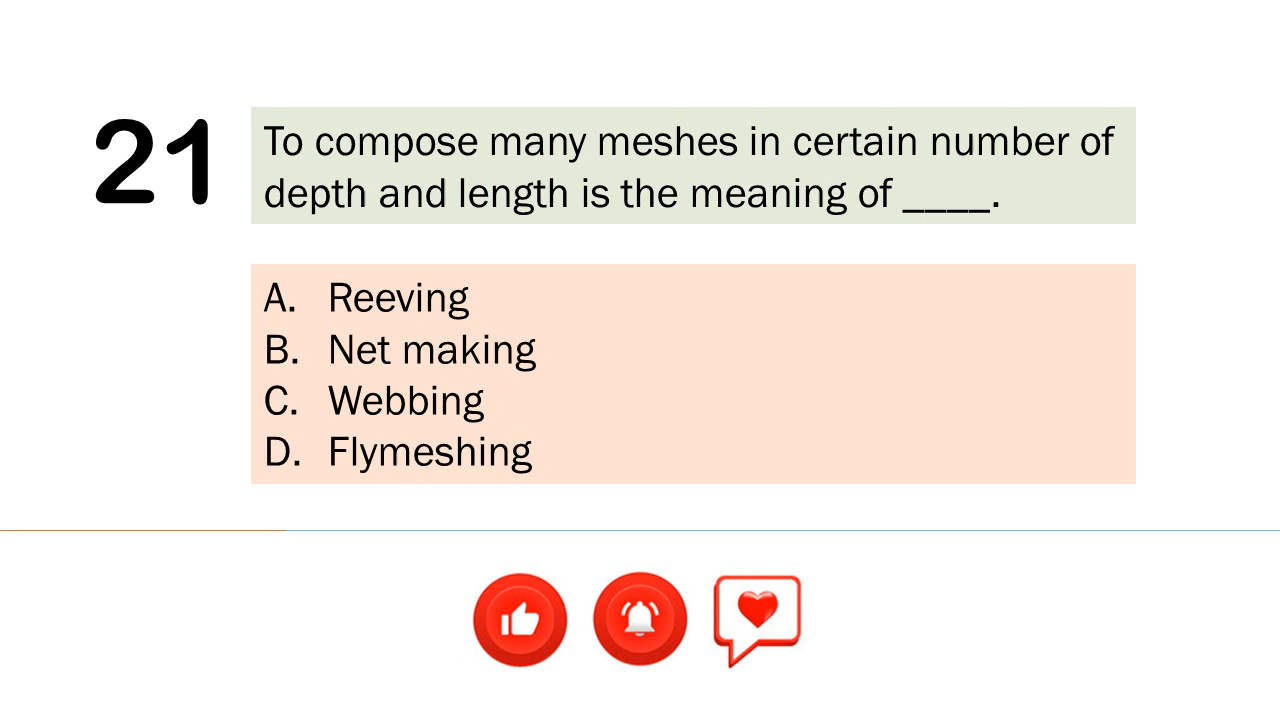 21
To compose many meshes in certain number of
depth and length is the meaning of ____.
A. Reeving
B. Net making
C. Webbing
D. Flymeshing